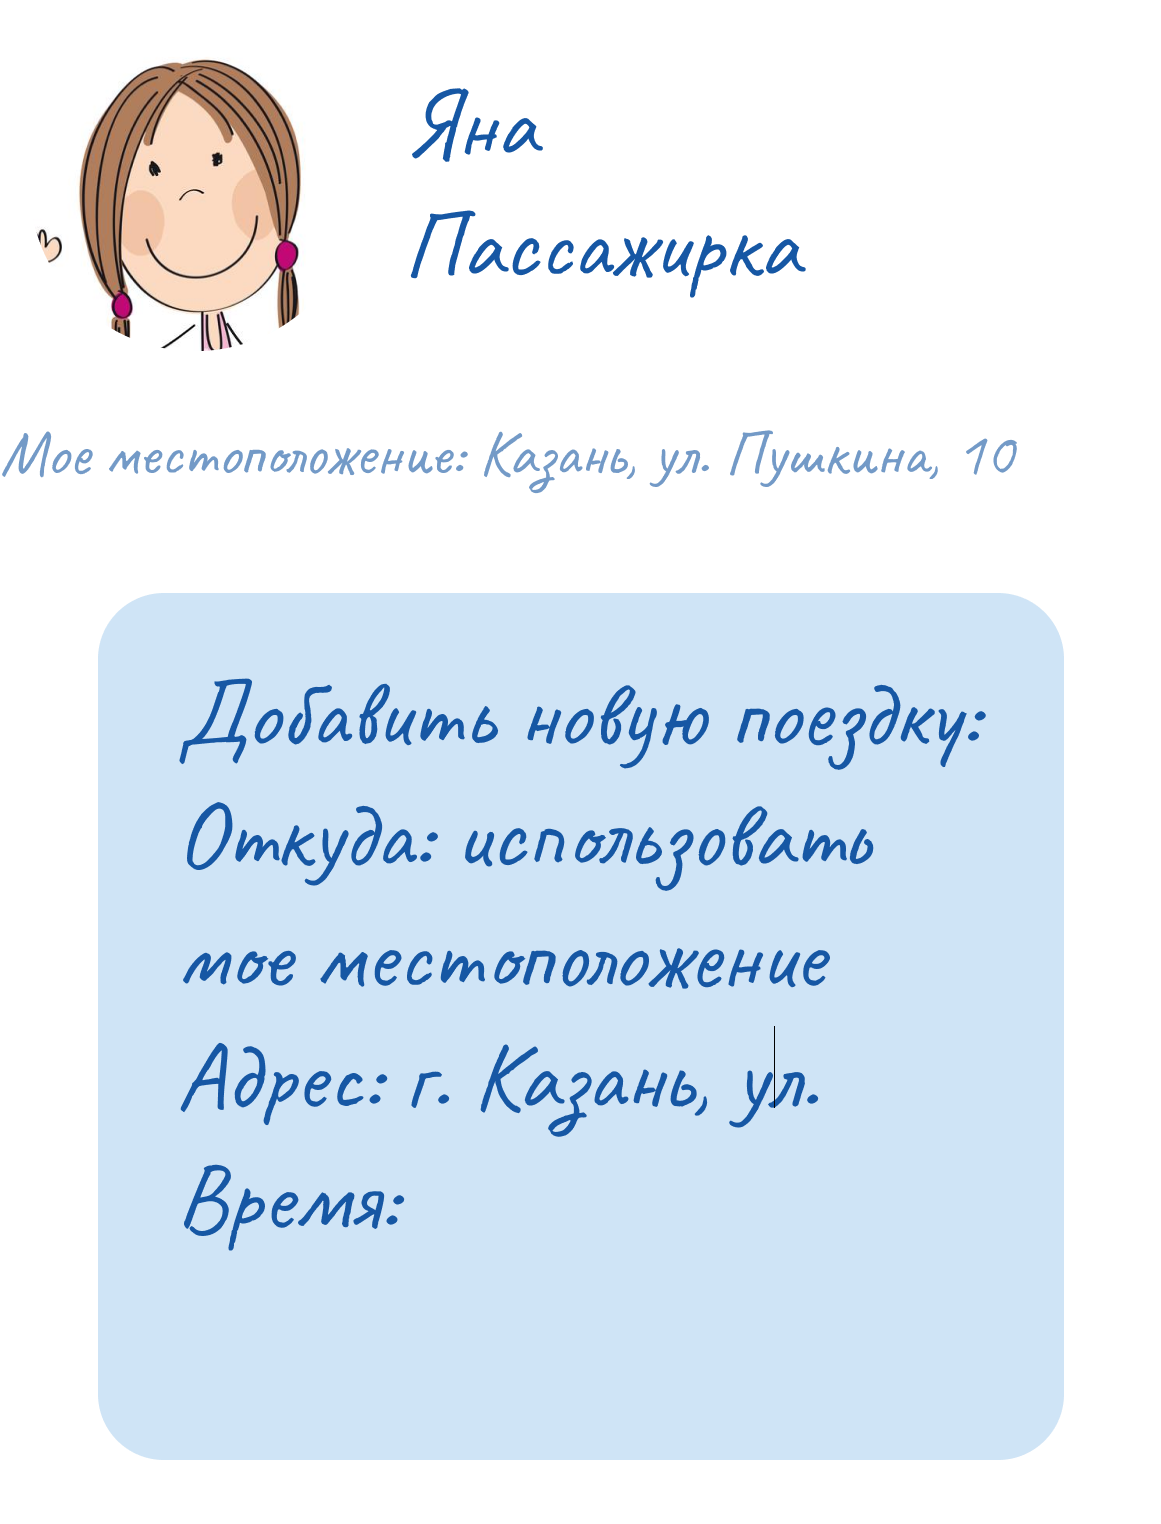 Яна
Пассажирка
Мое местоположение: Казань, ул. Пушкина, 10
Добавить новую поездку:
Откуда: использовать
мое местоположение
Адрес: г. Казань, ул.
Время: